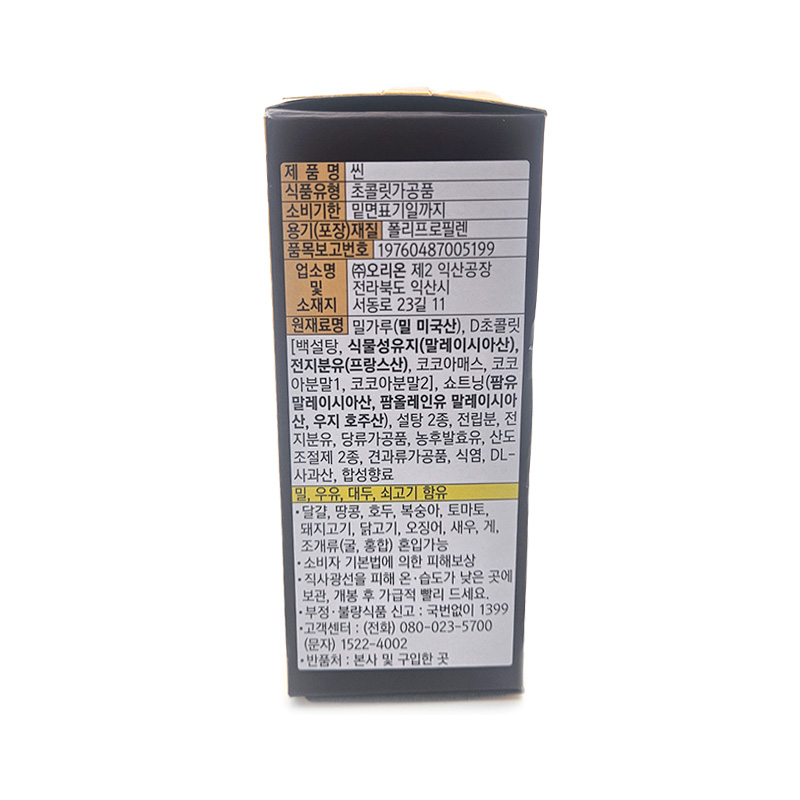 제 품 명 씬
식품유형 초콜릿가공품
소비기한 밑면표기일까지
용기(포장)재질 폴리프로필렌
품목보고번호 19760487005199
업소명 및 소재지
㈜오리온 제2 익산공장
전라북도 익산시
서동로 23길 11
원재료명 밀가루(밀 미국산), D초콜릿
[백설탕, 식물성유지(말레이시아산),
전지분유(프랑스산), 코코아매스, 코코
아분말1, 코코아분말2], 쇼트닝(팜유
말레이시아산, 팜올레인유 말레이시아
산, 우지 호주산), 설탕 2종, 전립분, 전
지분유, 당류가공품, 농후발효유, 산도
조절제 2종, 견과류가공품, 식염, DL-
사과산, 합성향료
밀, 우유, 대두, 쇠고기 함유
·달걀, 땅콩, 호두, 복숭아, 토마토,
돼지고기, 닭고기, 오징어, 새우, 게,
조개류(굴, 홍합) 혼입가능
·소비자 기본법에 의한 피해보상
·직사광선을 피해 온·습도가 낮은 곳에
보관, 개봉 후 가급적 빨리 드세요.
·부정·불량식품 신고 : 국번없이 1399
·고객센터 : (전화) 080-023-5700
(문자) 1522-4002
·반품처 : 본사 및 구입한 곳